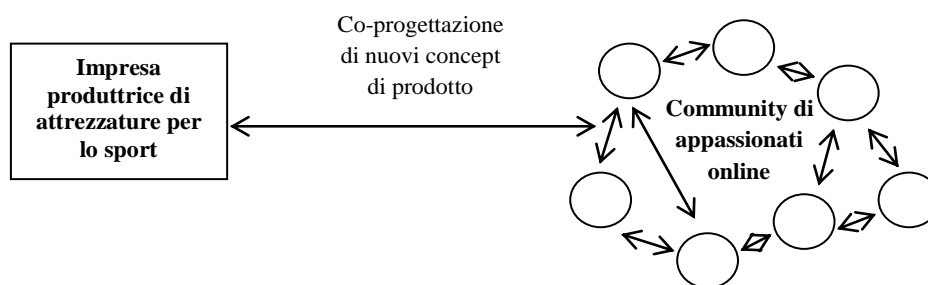 Co-progettazione
di nuovi concept
di prodotto
Impresa
produttrice di
attrezzature per
lo sport
Community di
appassionati
online